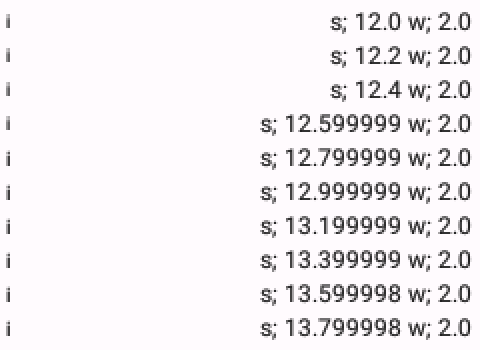 i s; 12.0 w; 2.0
i s; 12.2 w; 2.0
i s; 12.4 w; 2.0
i s; 12.599999 w; 2.0
i s; 12.799999 w; 2.0
i s; 12.999999 w; 2.0
i s; 13.199999 w; 2.0
i s; 13.399999 w; 2.0
i s; 13.599998 w; 2.0
i s; 13.799998 w; 2.0